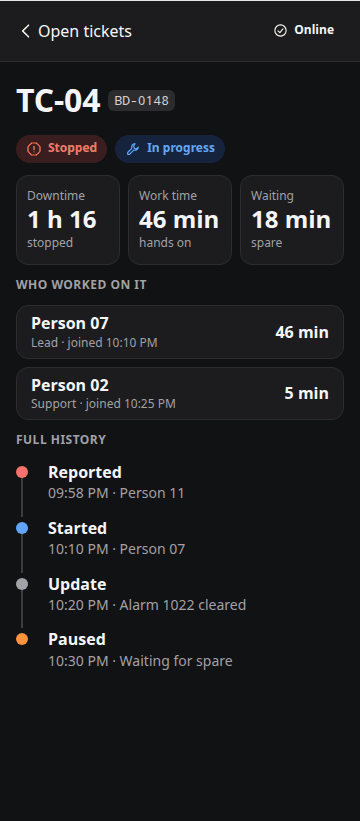 Open tickets
Online
TC-04 BD-0148
Stopped
In progress
Downtime
1 h 16
stopped
Work time
46 min
hands on
Waiting
18 min
spare
WHO WORKED ON IT
Person 07
Lead · joined 10:10 PM
46 min
Person 02
Support · joined 10:25 PM
5 min
FULL HISTORY
Reported
09:58 PM · Person 11
Started
10:10 PM · Person 07
Update
10:20 PM · Alarm 1022 cleared
Paused
10:30 PM · Waiting for spare